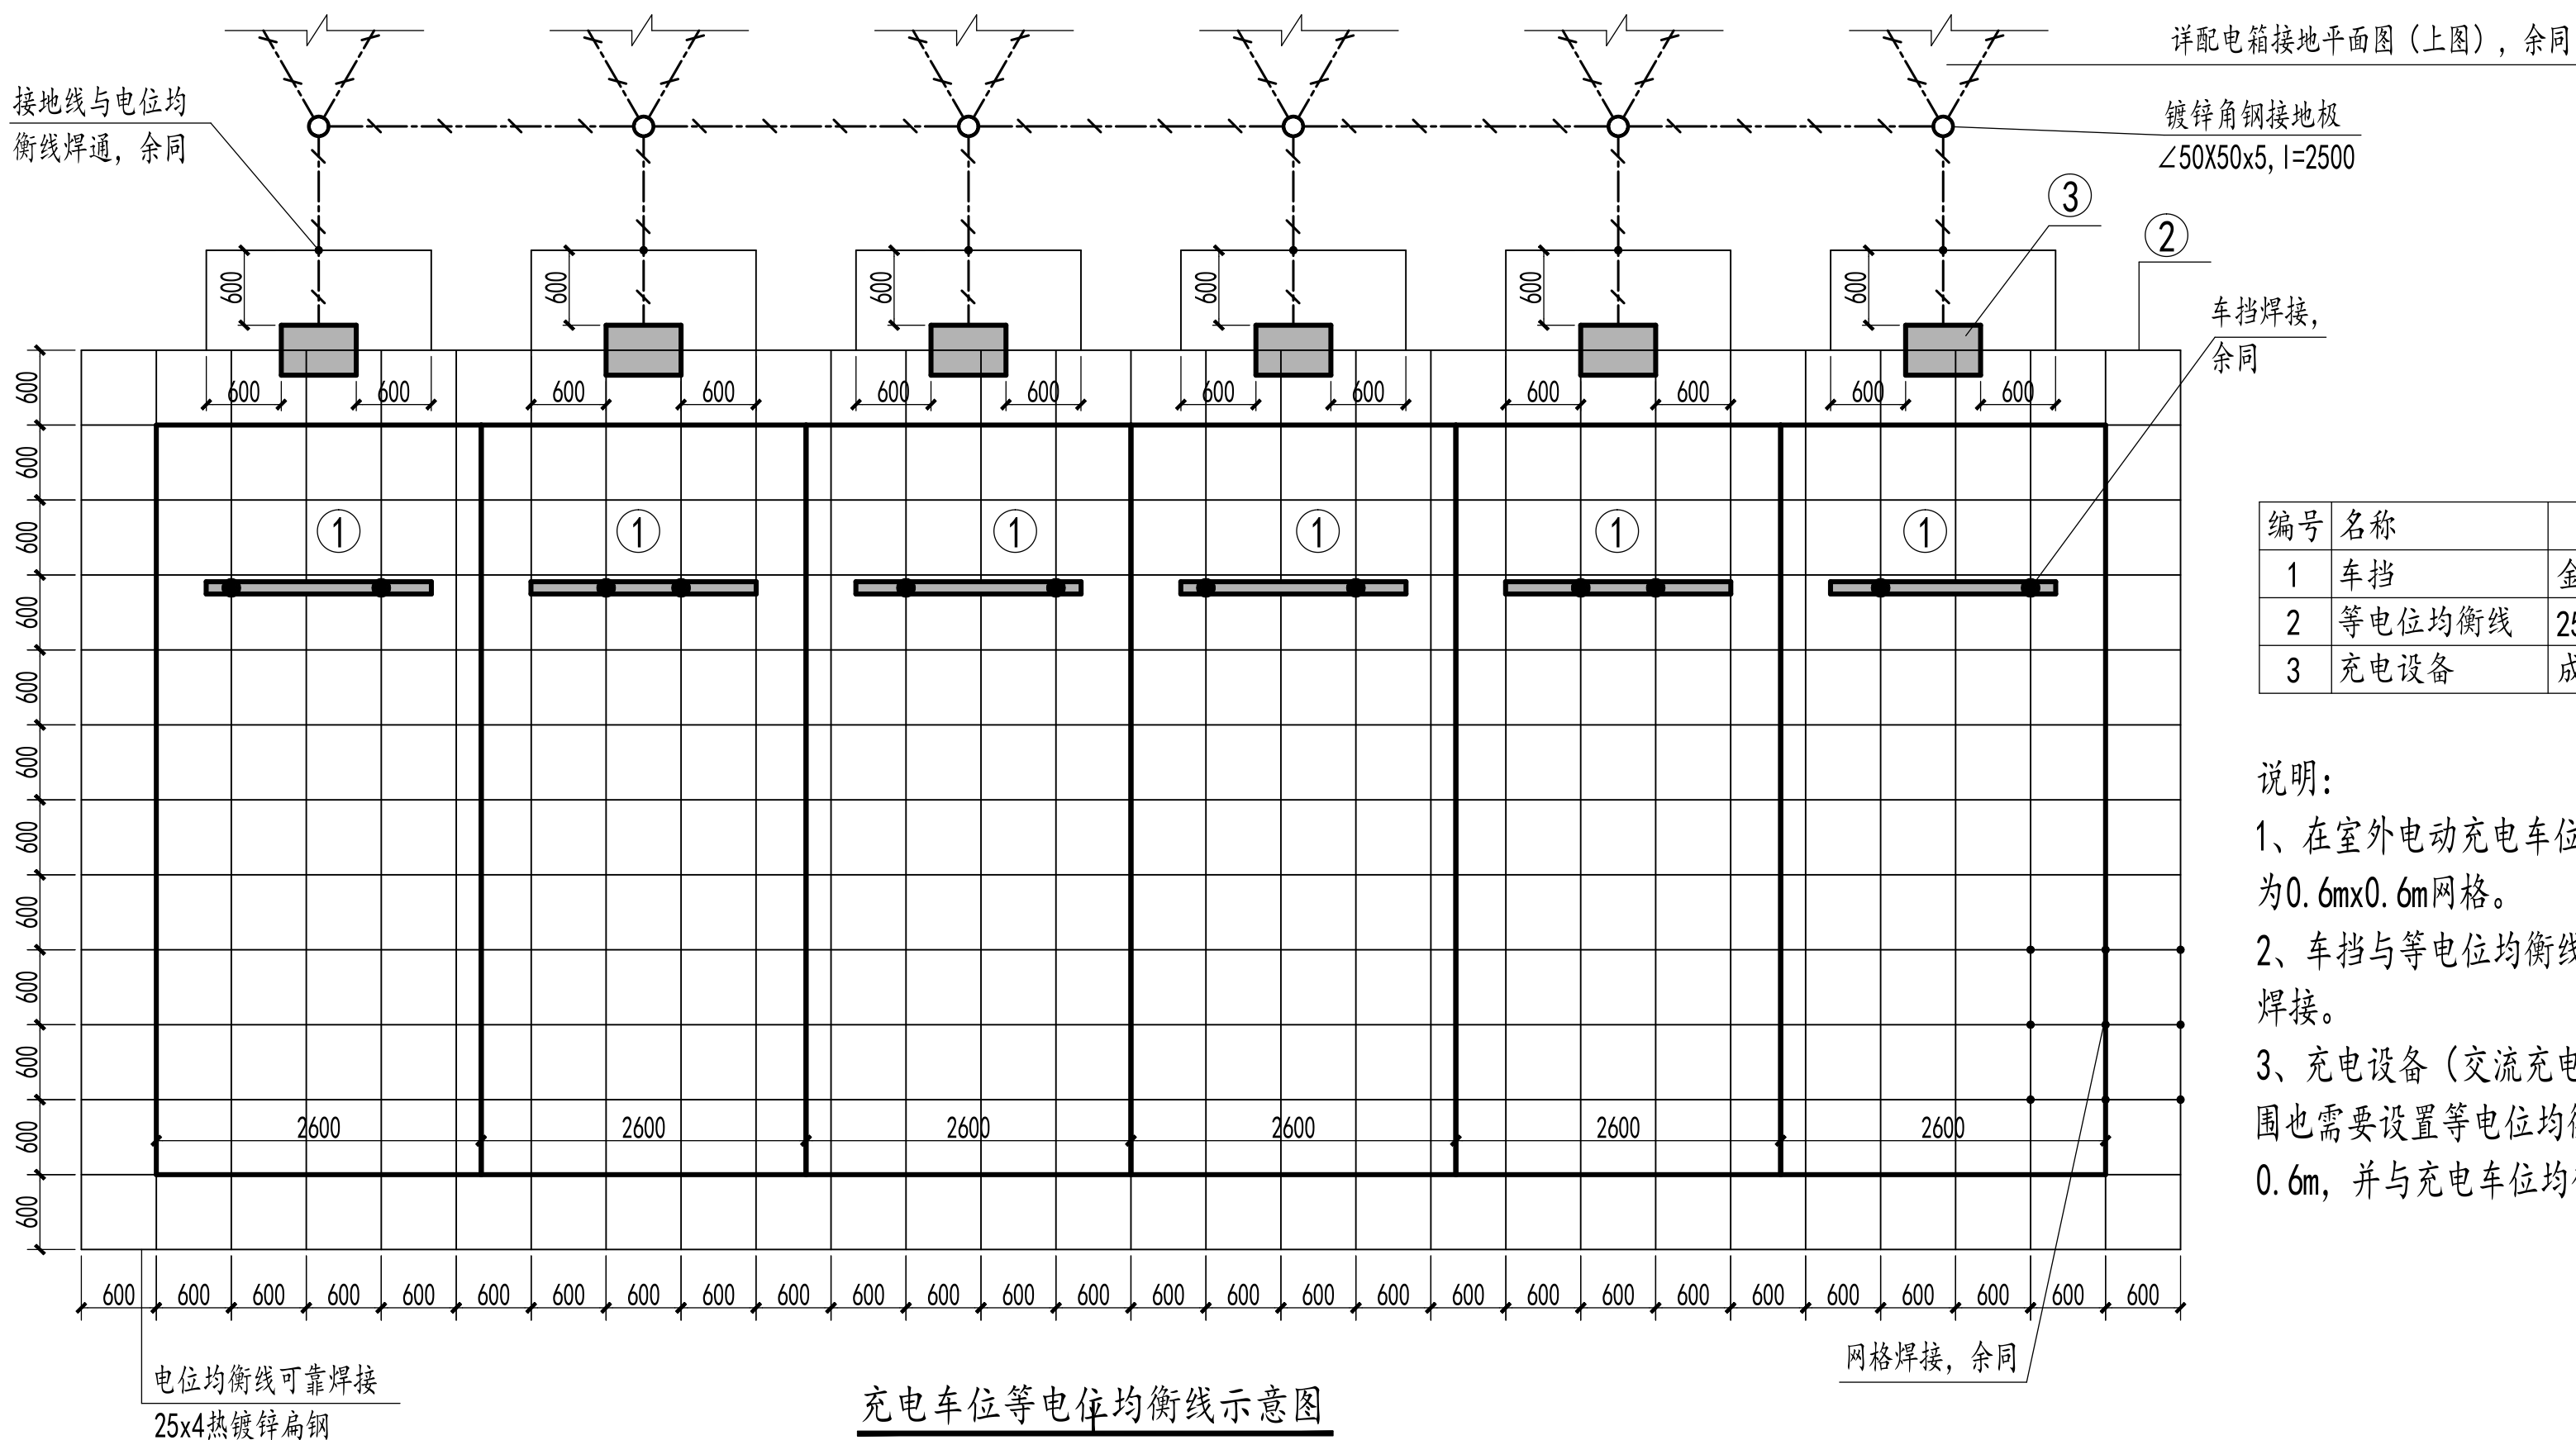 详配电箱接地平面图（上图），余同
接地线与电位均
衡线焊通，余同
镀锌角钢接地极
∠50X50x5, l=2500
③
②
车挡焊接，
余同
600 600 600 600 600 600
600 600 600 600 600 600 600 600 600 600 600 600
600
600
600
600
600
600
600
600
600
600
600
600
① ① ① ① ① ①
编号 名称
1 车挡 金
2 等电位均衡线 25
3 充电设备 成
说明：
1、在室外电动充电车位
为0.6mx0.6m网格。
2、车挡与等电位均衡线
焊接。
3、充电设备（交流充电
围也需要设置等电位均衡
0.6m，并与充电车位均
2600 2600 2600 2600 2600 2600
600 600 600 600 600 600 600 600 600 600 600 600 600 600 600 600 600 600 600 600 600 600 600 600 600 600 600 600
网格焊接，余同
电位均衡线可靠焊接
25x4热镀锌扁钢
充电车位等电位均衡线示意图